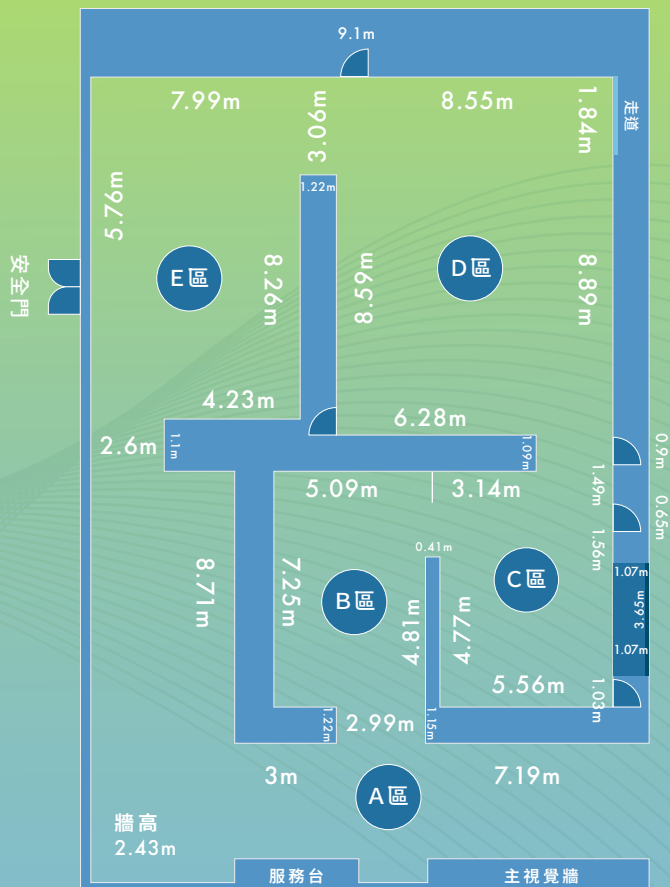 9.1m
7.99m
3.06m
8.55m
1.84m
走道
1.22m
5.76m
安全門
E區
8.26m
8.59m
D區
8.89m
4.23m
6.28m
2.6m
1.1m
1.09m
0.9m
5.09m
3.14m
1.49m
0.65m
0.41m
1.56m
8.71m
7.25m
B區
C區
1.07m
3.65m
4.81m
4.77m
1.07m
5.56m
1.03m
1.22m
2.99m
1.15m
3m
A區
7.19m
牆高
2.43m
服務台
主視覺牆